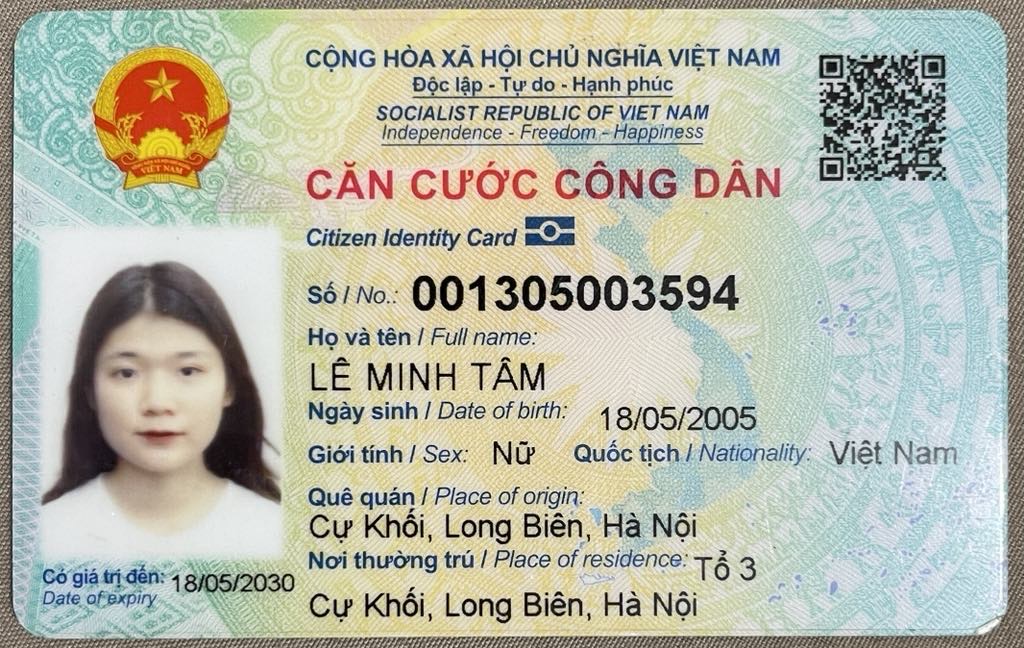 CỘNG HÒA XÃ HỘI CHỦ NGHĨA VIỆT NAM
Độc lập - Tự do - Hạnh phúc
SOCIALIST REPUBLIC OF VIET NAM
Independence - Freedom - Happiness
CĂN CƯỚC CÔNG DÂN
Citizen Identity Card
VIỆT NAM
Số / No.: 001305003594
Họ và tên / Full name:
LÊ MINH TÂM
Ngày sinh / Date of birth: 18/05/2005
Giới tính / Sex: Nữ Quốc tịch / Nationality: Việt Nam
Quê quán / Place of origin:
Cự Khối, Long Biên, Hà Nội
Nơi thường trú / Place of residence: Tổ 3
Cự Khối, Long Biên, Hà Nội
Có giá trị đến: 18/05/2030
Date of expiry